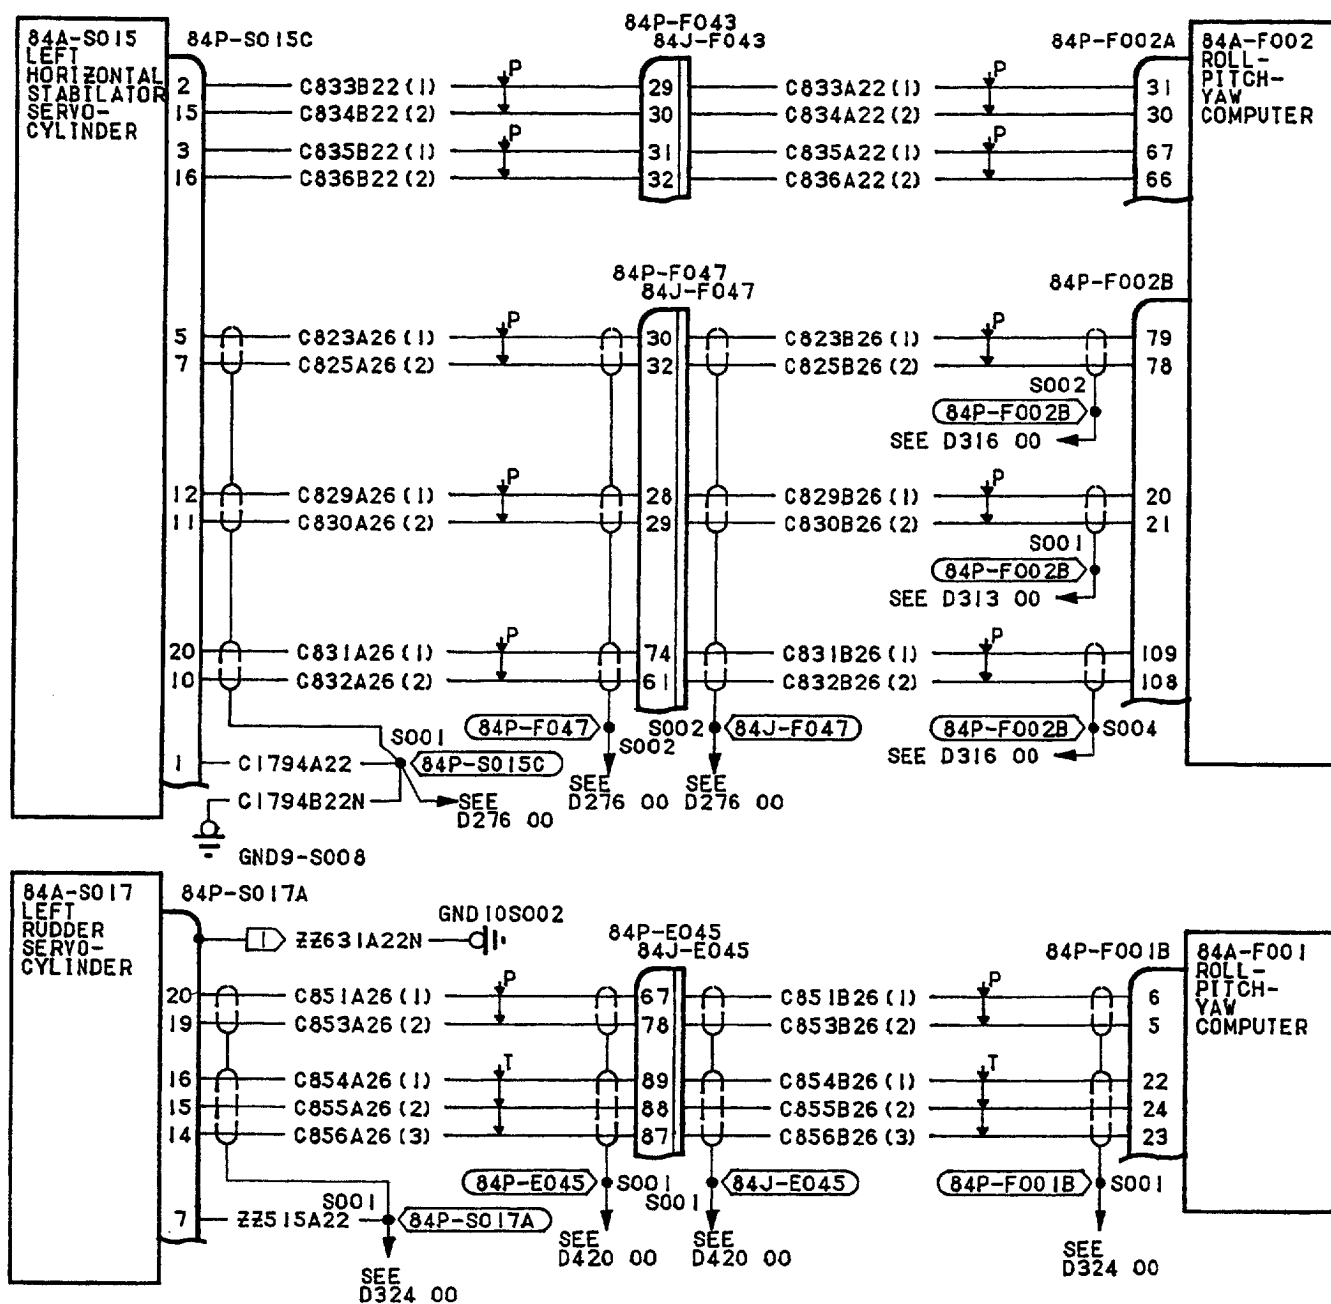 84P-F043
84J-F043
84A-S015
LEFT
HORIZONTAL
STABILATOR
SERVO-
CYLINDER
84P-S015C
84P-F002A
84A-F002
ROLL-
PITCH-
YAW
COMPUTER
2 C833B22(1) P 29 C833A22(1) P 31
15 C834B22(2) 30 C834A22(2) 30
3 C835B22(1) P 31 C835A22(1) P 67
16 C836B22(2) 32 C836A22(2) 66
84P-F047
84J-F047
84P-F002B
5 C823A26(1) P 30 C823B26(1) P 79
7 C825A26(2) 32 C825B26(2) 78
S002
84P-F002B
SEE D316 00
12 C829A26(1) P 28 C829B26(1) P 20
11 C830A26(2) 29 C830B26(2) 21
S001
84P-F002B
SEE D313 00
20 C831A26(1) P 74 C831B26(1) P 109
10 C832A26(2) 61 C832B26(2) 108
84P-F047 S002 S002 84J-F047
84P-F002B S004
SEE D316 00
S001
1 C1794A22 84P-S015C
C1794B22N
SEE
D276 00
SEE
D276 00
SEE
D276 00
GND9-S008
84A-S017
LEFT
RUDDER
SERVO-
CYLINDER
84P-S017A
1 ZZ631A22N
GND10S002
84P-E045
84J-E045
84P-F001B
84A-F001
ROLL-
PITCH-
YAW
COMPUTER
20 C851A26(1) P 67 C851B26(1) P 6
19 C853A26(2) 78 C853B26(2) 5
16 C854A26(1) T 89 C854B26(1) T 22
15 C855A26(2) 88 C855B26(2) 24
14 C856A26(3) 87 C856B26(3) 23
84P-E045 S001 S001 84J-E045
84P-F001B S001
S001
7 ZZ515A22 84P-S017A
SEE
D420 00
SEE
D420 00
SEE
D324 00
SEE
D324 00